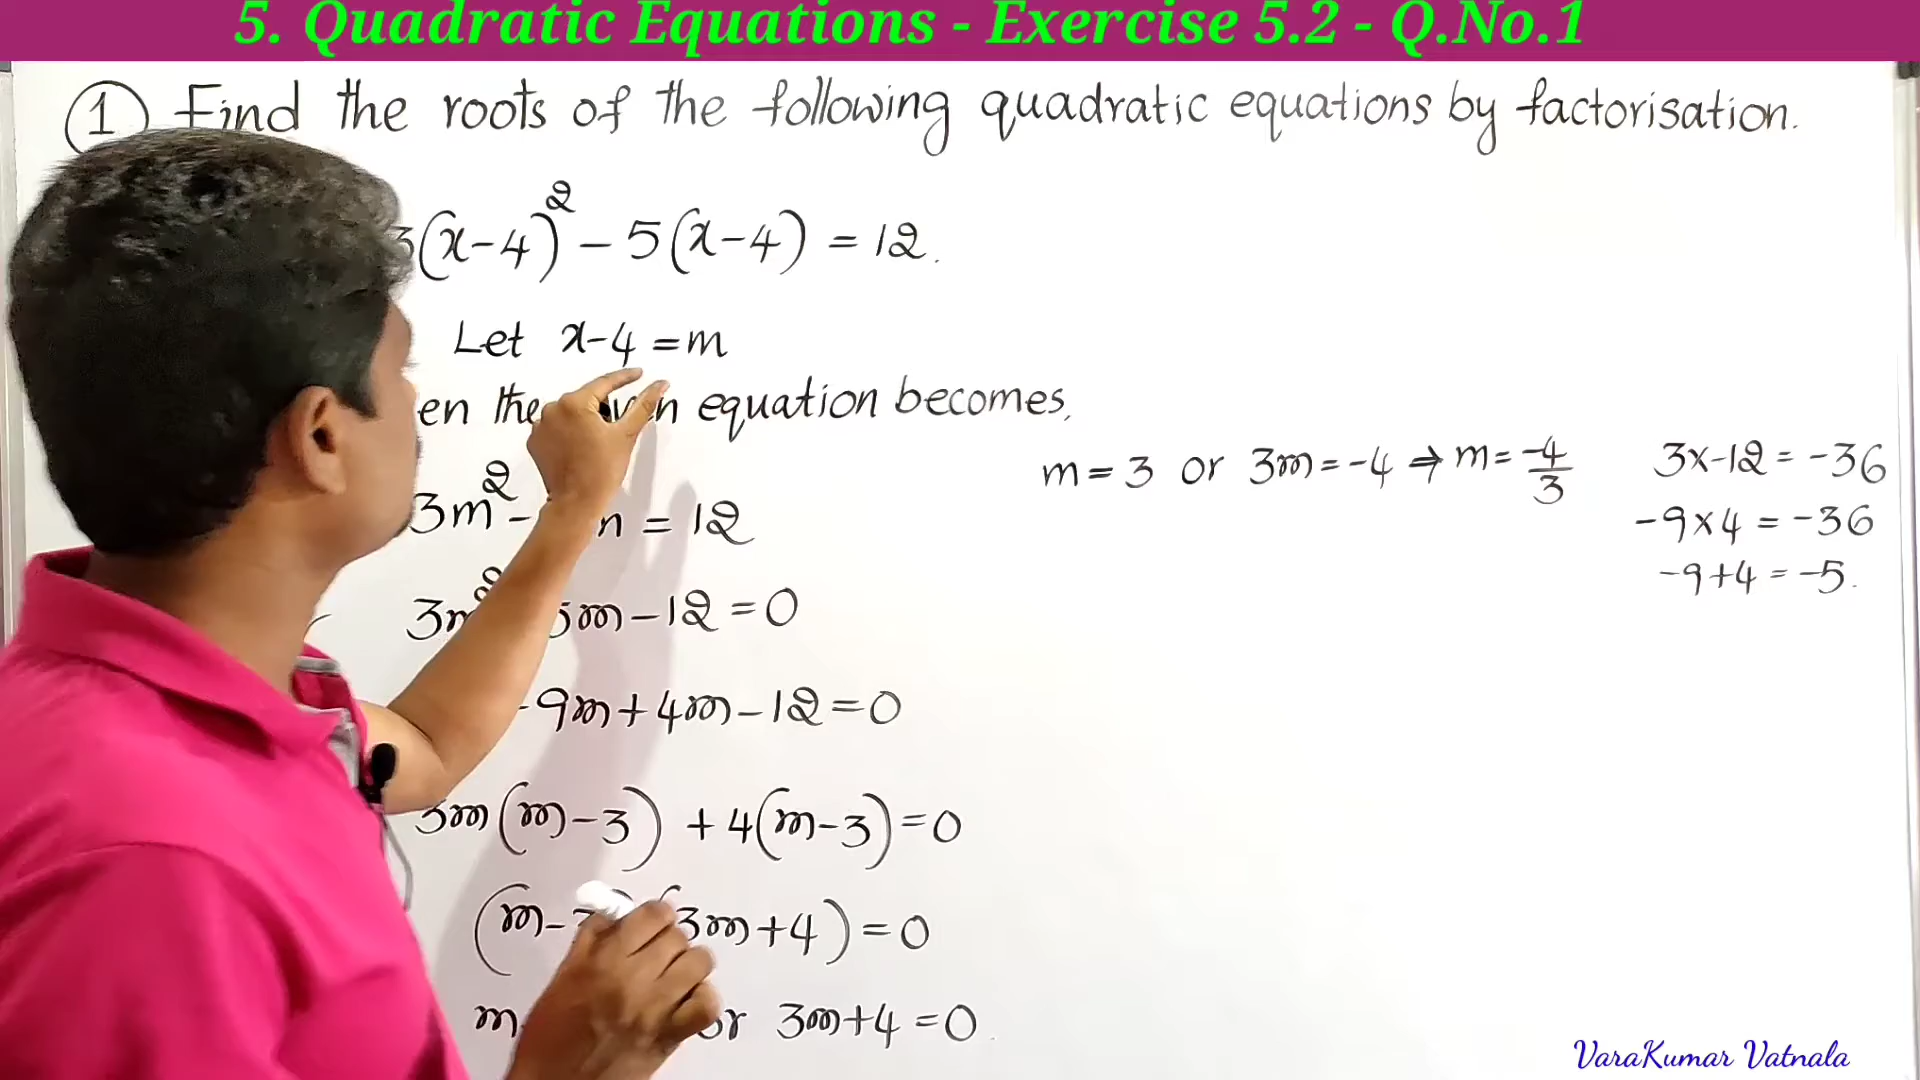 5. Quadratic Equations - Exercise 5.2 - Q.No.1
① Find the roots of the following quadratic equations by factorisation.
3(x-4)² - 5(x-4) = 12.
Let x-4 = m
equation becomes,
3m² - = 12
3m² 5m - 12 = 0
- 9m + 4m - 12 = 0
3m(m-3) + 4(m-3) = 0
(m- (3m+4) = 0
m or 3m+4 = 0.
m = 3 or 3m = -4 ⇒ m = -4/3
3x-12 = -36
-9x4 = -36
-9+4 = -5.
VaraKumar Vatnala